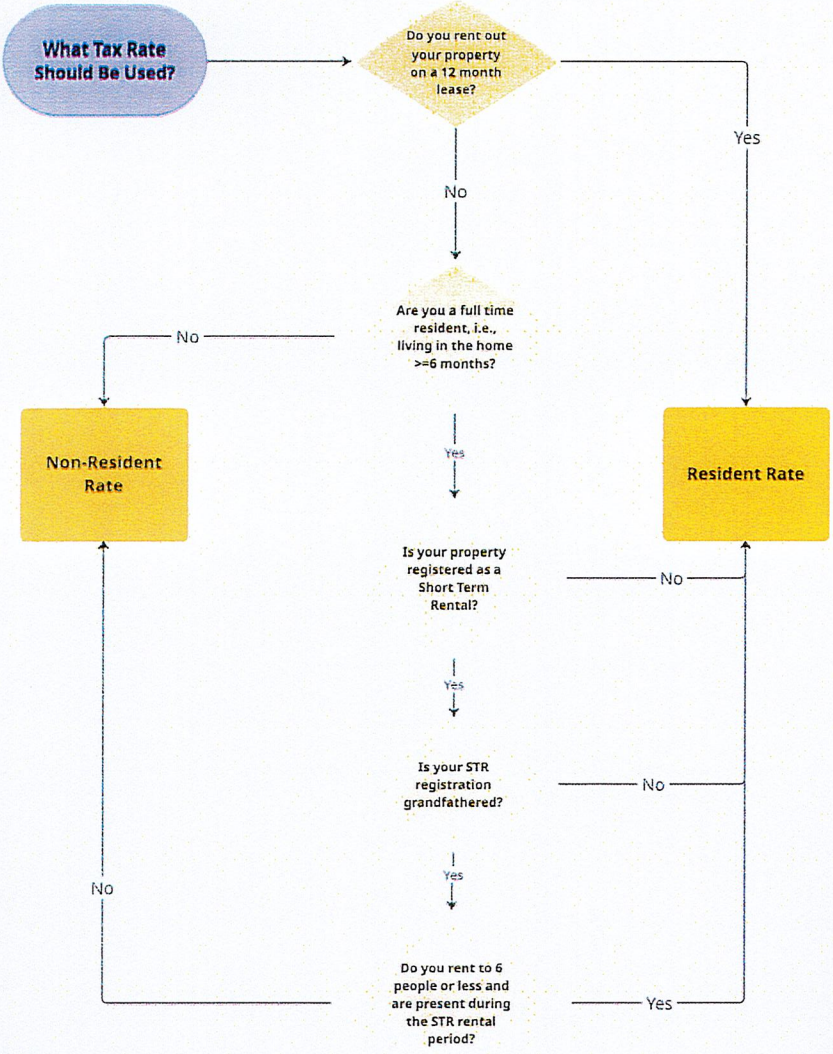 What Tax Rate
Should Be Used?
Do you rent out
your property
on a 12 month
lease?
Yes
No
Are you a full time
resident, i.e.,
living in the home
>=6 months?
No
Yes
Non-Resident
Rate
Resident Rate
Is your property
registered as a
Short Term
Rental?
No
Yes
Is your STR
registration
grandfathered?
No
Yes
No
Do you rent to 6
people or less and
are present during
the STR rental
period?
Yes